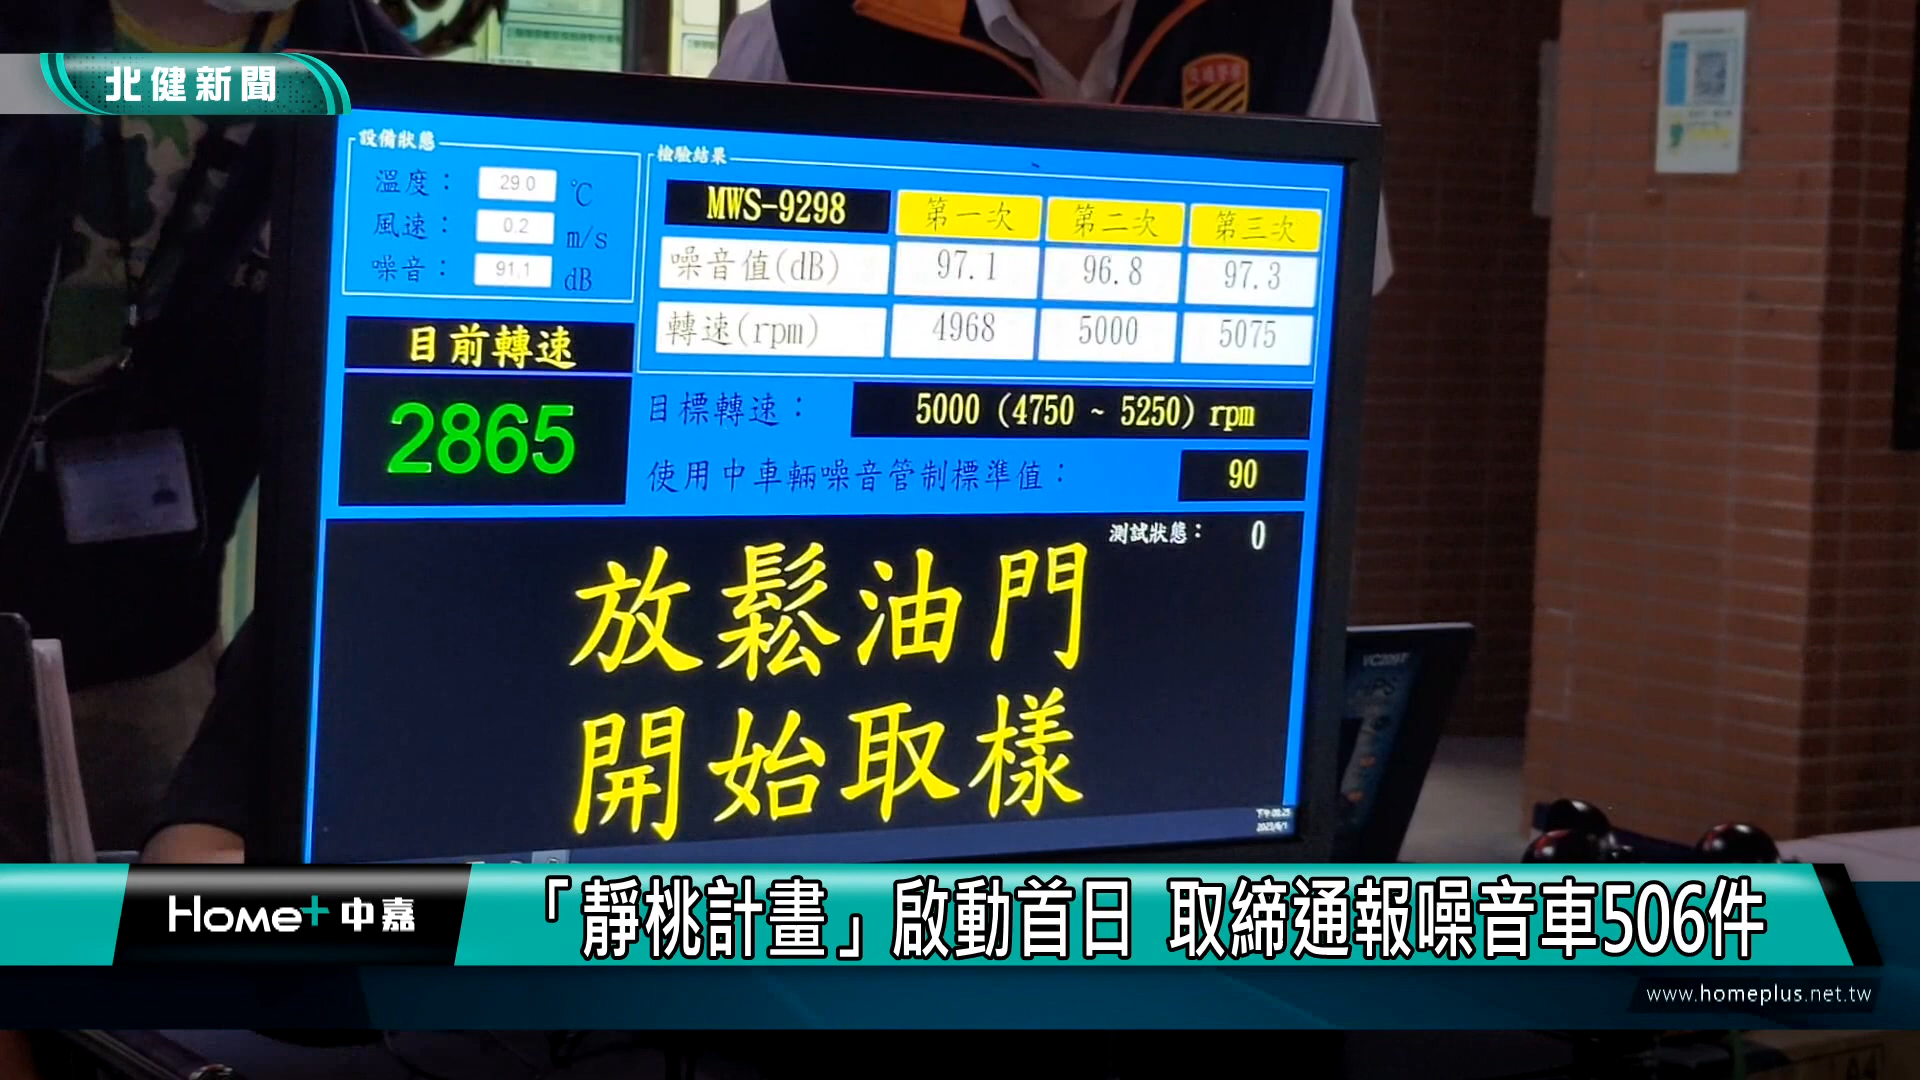 北健新聞
設備狀態
溫度： 29.0 ℃
風速： 0.2 m/s
噪音： 91.1 dB
目前轉速
2865
檢驗結果
MWS-9298 第一次 第二次 第三次
噪音值(dB) 97.1 96.8 97.3
轉速(rpm) 4968 5000 5075
目標轉速： 5000 (4750 ~ 5250) rpm
使用中車輛噪音管制標準值： 90
測試狀態： 0
放鬆油門
開始取樣
Home+ 中嘉
「靜桃計畫」啟動首日 取締通報噪音車506件
www.homeplus.net.tw